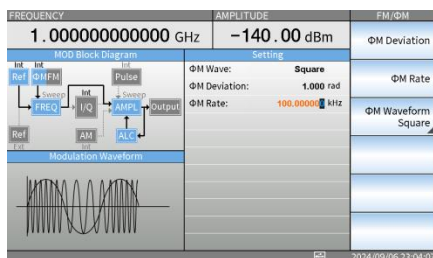 FREQUENCY
AMPLITUDE
FM/ΦM
1.000000000000 GHz
-140.00 dBm
MOD Block Diagram
Int Int Int
Ref ΦM FM Pulse
Sweep Int Sweep
FREQ I/Q AMPL Output
Ref AM ALC
Ext Int
Modulation Waveform
Setting
ΦM Wave: Square
ΦM Deviation: 1.000 rad
ΦM Rate: 100.000000 kHz
ΦM Deviation
ΦM Rate
ΦM Waveform
Square
2024/09/06 23:04:03